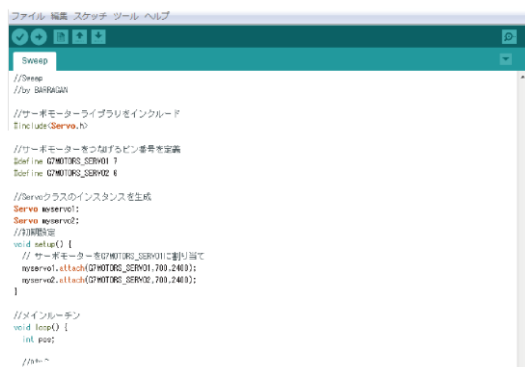 ファイル 編集 スケッチ ツール ヘルプ
Sweep
//Sweep
//by BARRAGAN
//サーボモーターライブラリをインクルード
#include<Servo.h>
//サーボモーターをつなげるピン番号を定義
#define G7MOTORS_SERVO1 7
#define G7MOTORS_SERVO2 6
//Servoクラスのインスタンスを生成
Servo myservo1;
Servo myservo2;
//初期設定
void setup() {
// サーボモーターをG7MOTORS_SERVO1に割り当て
myservo1.attach(G7MOTORS_SERVO1,700,2400);
myservo2.attach(G7MOTORS_SERVO2,700,2400);
}
//メインルーチン
void loop() {
int pos;